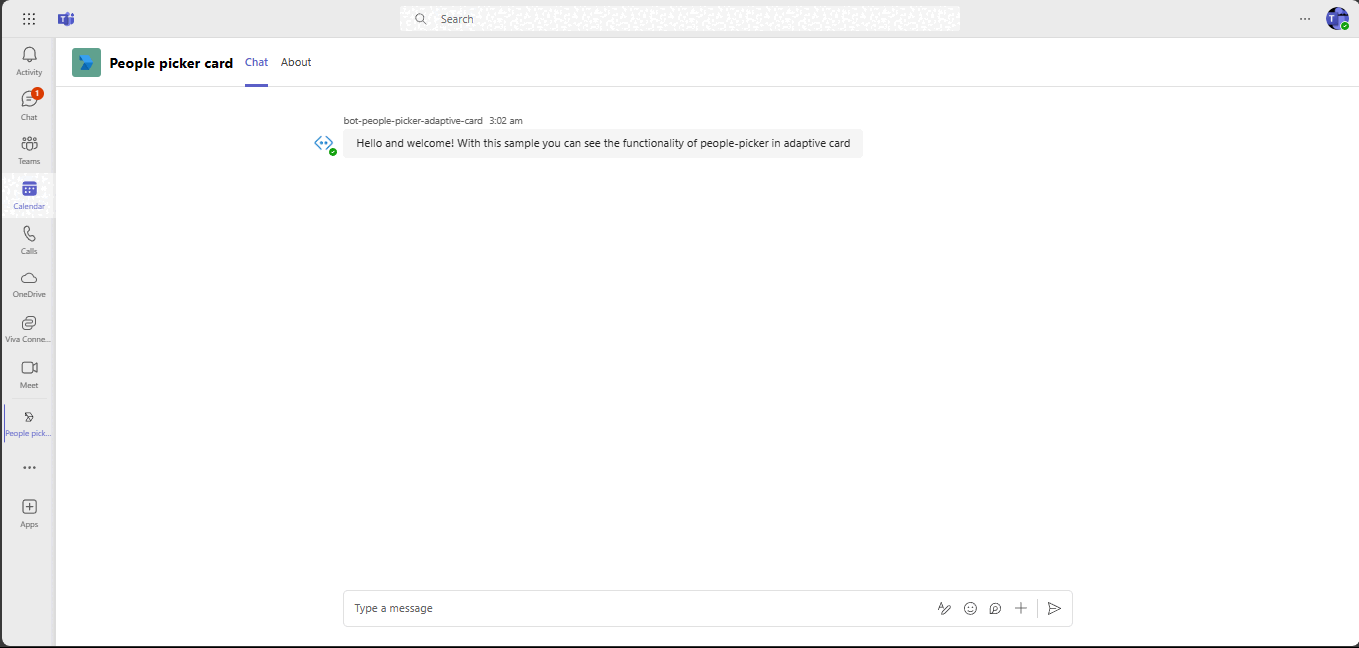 Search
Activity
1
Chat
Teams
Calendar
Calls
OneDrive
Viva Conne...
Meet
People pick...
Apps
People picker card
Chat
About
bot-people-picker-adaptive-card 3:02 am
Hello and welcome! With this sample you can see the functionality of people-picker in adaptive card
Type a message